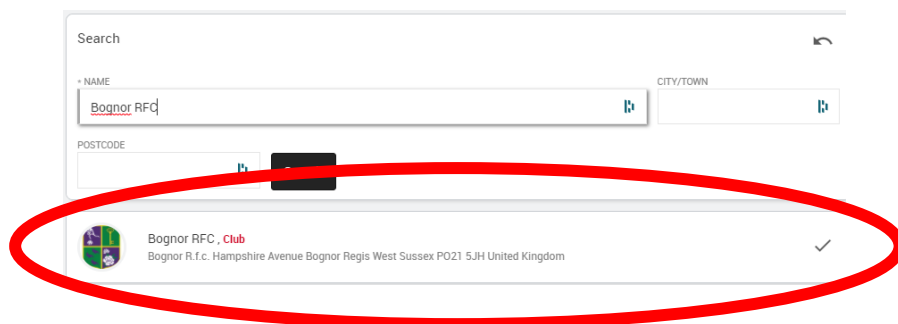 Search
* NAME
CITY/TOWN
Bognor RFC
POSTCODE
Bognor RFC , Club
Bognor R.f.c. Hampshire Avenue Bognor Regis West Sussex PO21 5JH United Kingdom